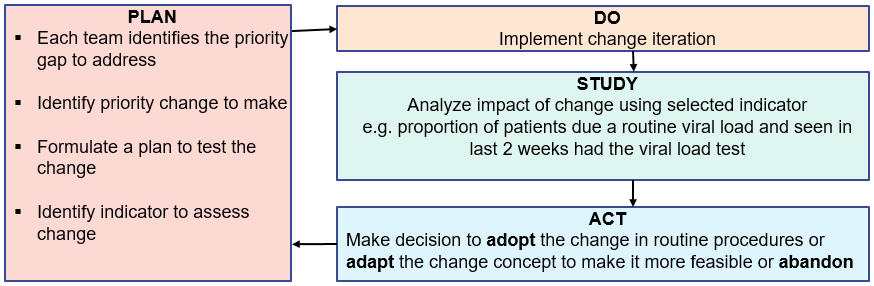 PLAN
▪ Each team identifies the priority
gap to address
▪ Identify priority change to make
▪ Formulate a plan to test the
change
▪ Identify indicator to assess
change
DO
Implement change iteration
STUDY
Analyze impact of change using selected indicator
e.g. proportion of patients due a routine viral load and seen in
last 2 weeks had the viral load test
ACT
Make decision to adopt the change in routine procedures or
adapt the change concept to make it more feasible or abandon